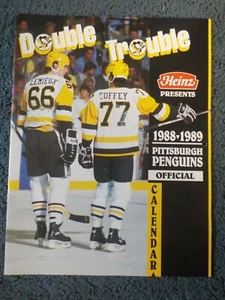 Double Trouble
LEMIEUX
66
COFFEY
77
Heinz
PRESENTS
1988•1989
PITTSBURGH
PENGUINS
OFFICIAL
CALENDAR